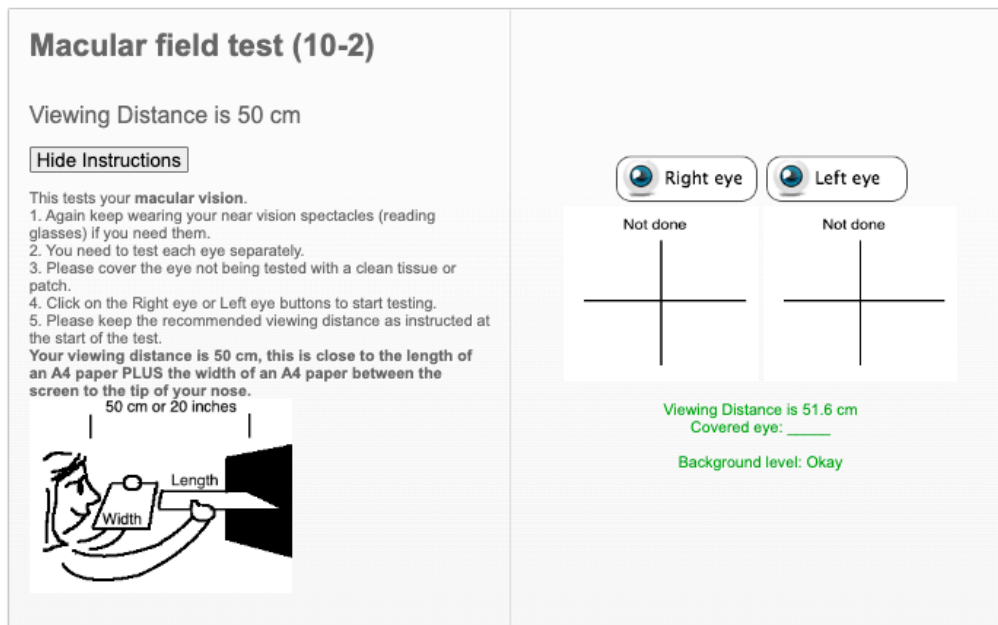 Macular field test (10-2)
Viewing Distance is 50 cm
Hide Instructions
This tests your macular vision.
1. Again keep wearing your near vision spectacles (reading
glasses) if you need them.
2. You need to test each eye separately.
3. Please cover the eye not being tested with a clean tissue or
patch.
4. Click on the Right eye or Left eye buttons to start testing.
5. Please keep the recommended viewing distance as instructed at
the start of the test.
Your viewing distance is 50 cm, this is close to the length of
an A4 paper PLUS the width of an A4 paper between the
screen to the tip of your nose.
50 cm or 20 inches
Length
Width
Right eye
Left eye
Not done
Not done
Viewing Distance is 51.6 cm
Covered eye: _____
Background level: Okay